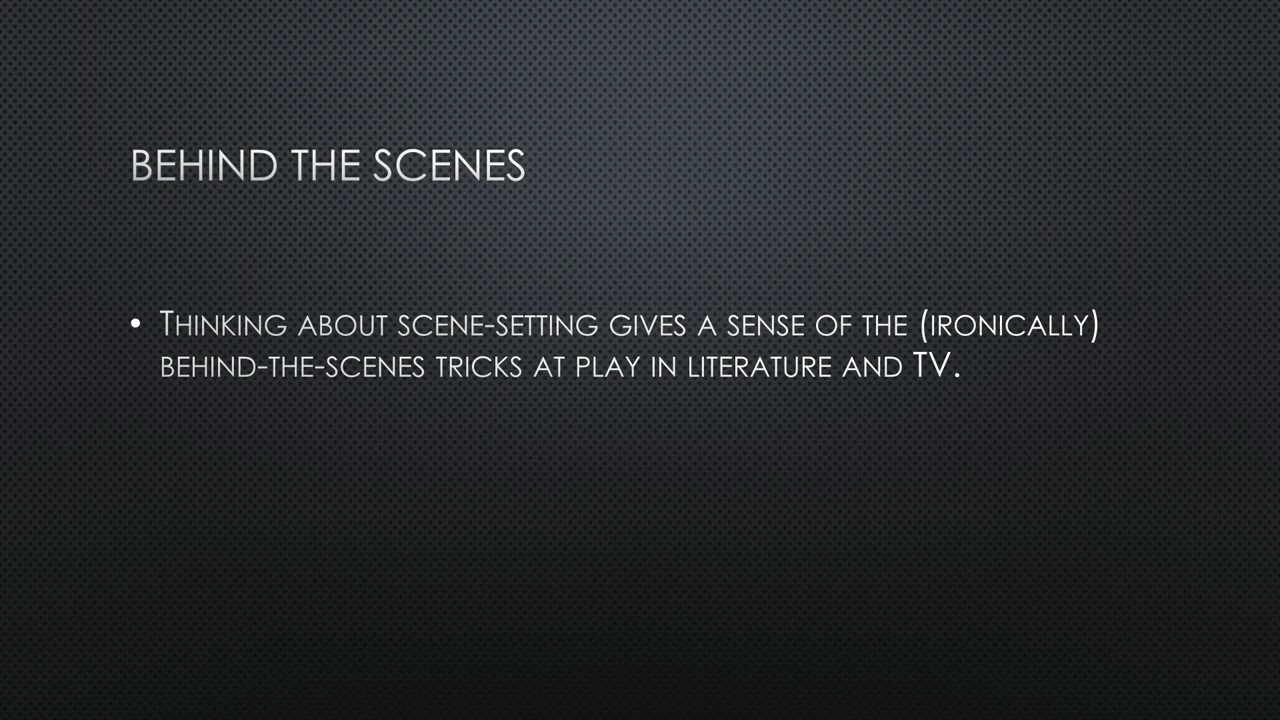 BEHIND THE SCENES
• THINKING ABOUT SCENE-SETTING GIVES A SENSE OF THE (IRONICALLY)
BEHIND-THE-SCENES TRICKS AT PLAY IN LITERATURE AND TV.